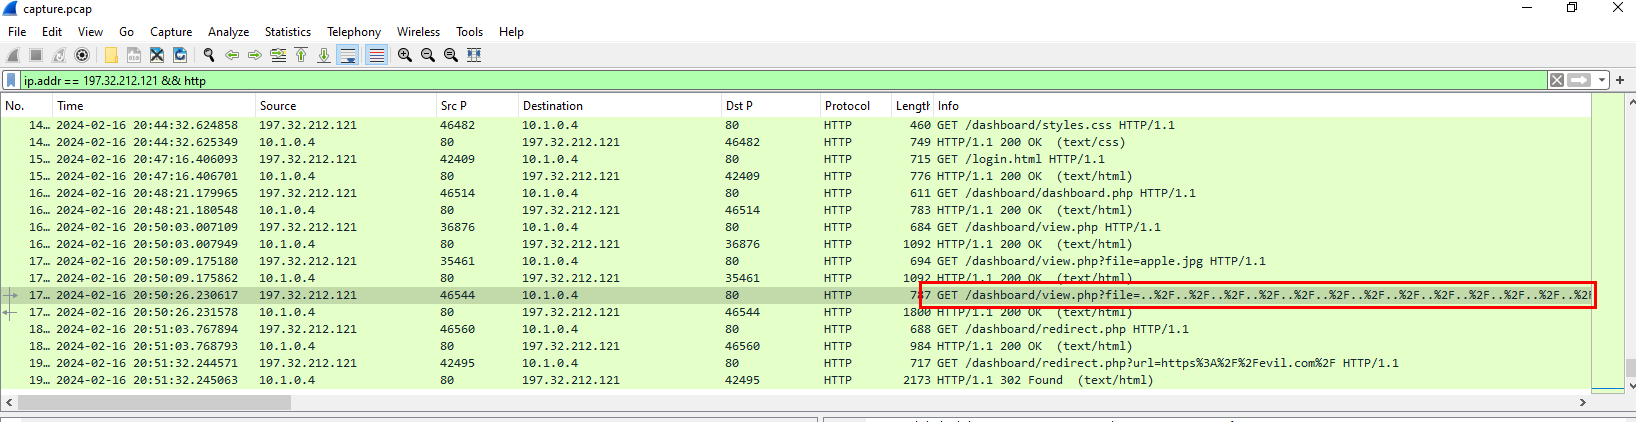 capture.pcap
File Edit View Go Capture Analyze Statistics Telephony Wireless Tools Help
ip.addr == 197.32.212.121 && http
No. Time Source Src P Destination Dst P Protocol Length Info
14… 2024-02-16 20:44:32.624858 197.32.212.121 46482 10.1.0.4 80 HTTP 460 GET /dashboard/styles.css HTTP/1.1
14… 2024-02-16 20:44:32.625349 10.1.0.4 80 197.32.212.121 46482 HTTP 749 HTTP/1.1 200 OK (text/css)
15… 2024-02-16 20:47:16.406093 197.32.212.121 42409 10.1.0.4 80 HTTP 715 GET /login.html HTTP/1.1
15… 2024-02-16 20:47:16.406701 10.1.0.4 80 197.32.212.121 42409 HTTP 776 HTTP/1.1 200 OK (text/html)
16… 2024-02-16 20:48:21.179965 197.32.212.121 46514 10.1.0.4 80 HTTP 611 GET /dashboard/dashboard.php HTTP/1.1
16… 2024-02-16 20:48:21.180548 10.1.0.4 80 197.32.212.121 46514 HTTP 783 HTTP/1.1 200 OK (text/html)
16… 2024-02-16 20:50:03.007109 197.32.212.121 36876 10.1.0.4 80 HTTP 684 GET /dashboard/view.php HTTP/1.1
16… 2024-02-16 20:50:03.007949 10.1.0.4 80 197.32.212.121 36876 HTTP 1092 HTTP/1.1 200 OK (text/html)
17… 2024-02-16 20:50:09.175180 197.32.212.121 35461 10.1.0.4 80 HTTP 694 GET /dashboard/view.php?file=apple.jpg HTTP/1.1
17… 2024-02-16 20:50:09.175862 10.1.0.4 80 197.32.212.121 35461 HTTP 1092 HTTP/1.1 200 OK (text/html)
17… 2024-02-16 20:50:26.230617 197.32.212.121 46544 10.1.0.4 80 HTTP 787 GET /dashboard/view.php?file=..%2F..%2F..%2F..%2F..%2F..%2F..%2F..%2F..%2F..%2F..%2F..%2F..%2F
17… 2024-02-16 20:50:26.231578 10.1.0.4 80 197.32.212.121 46544 HTTP 1800 HTTP/1.1 200 OK (text/html)
18… 2024-02-16 20:51:03.767894 197.32.212.121 46560 10.1.0.4 80 HTTP 688 GET /dashboard/redirect.php HTTP/1.1
18… 2024-02-16 20:51:03.768793 10.1.0.4 80 197.32.212.121 46560 HTTP 984 HTTP/1.1 200 OK (text/html)
19… 2024-02-16 20:51:32.244571 197.32.212.121 42495 10.1.0.4 80 HTTP 717 GET /dashboard/redirect.php?url=https%3A%2F%2Fevil.com%2F HTTP/1.1
19… 2024-02-16 20:51:32.245063 10.1.0.4 80 197.32.212.121 42495 HTTP 2173 HTTP/1.1 302 Found (text/html)